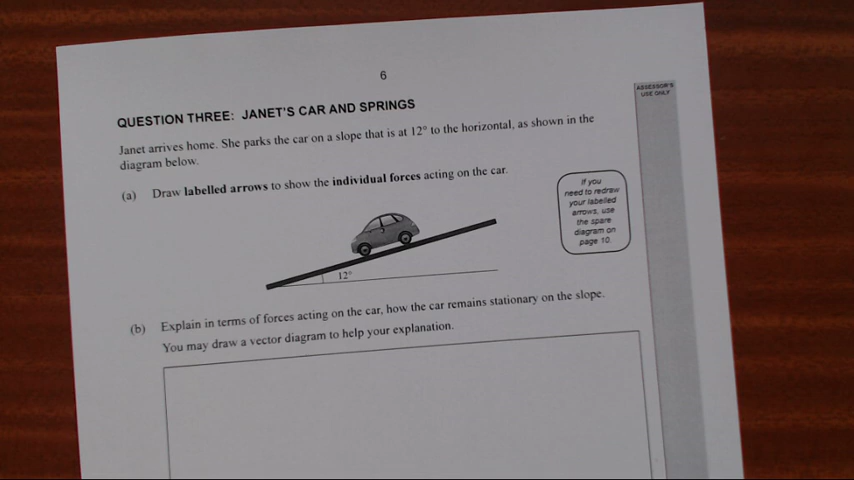 6
ASSESSOR'S
USE ONLY
QUESTION THREE: JANET'S CAR AND SPRINGS
Janet arrives home. She parks the car on a slope that is at 12° to the horizontal, as shown in the
diagram below.
(a) Draw labelled arrows to show the individual forces acting on the car.
If you
need to redraw
your labelled
arrows, use
the spare
diagram on
page 10.
12°
(b) Explain in terms of forces acting on the car, how the car remains stationary on the slope.
You may draw a vector diagram to help your explanation.